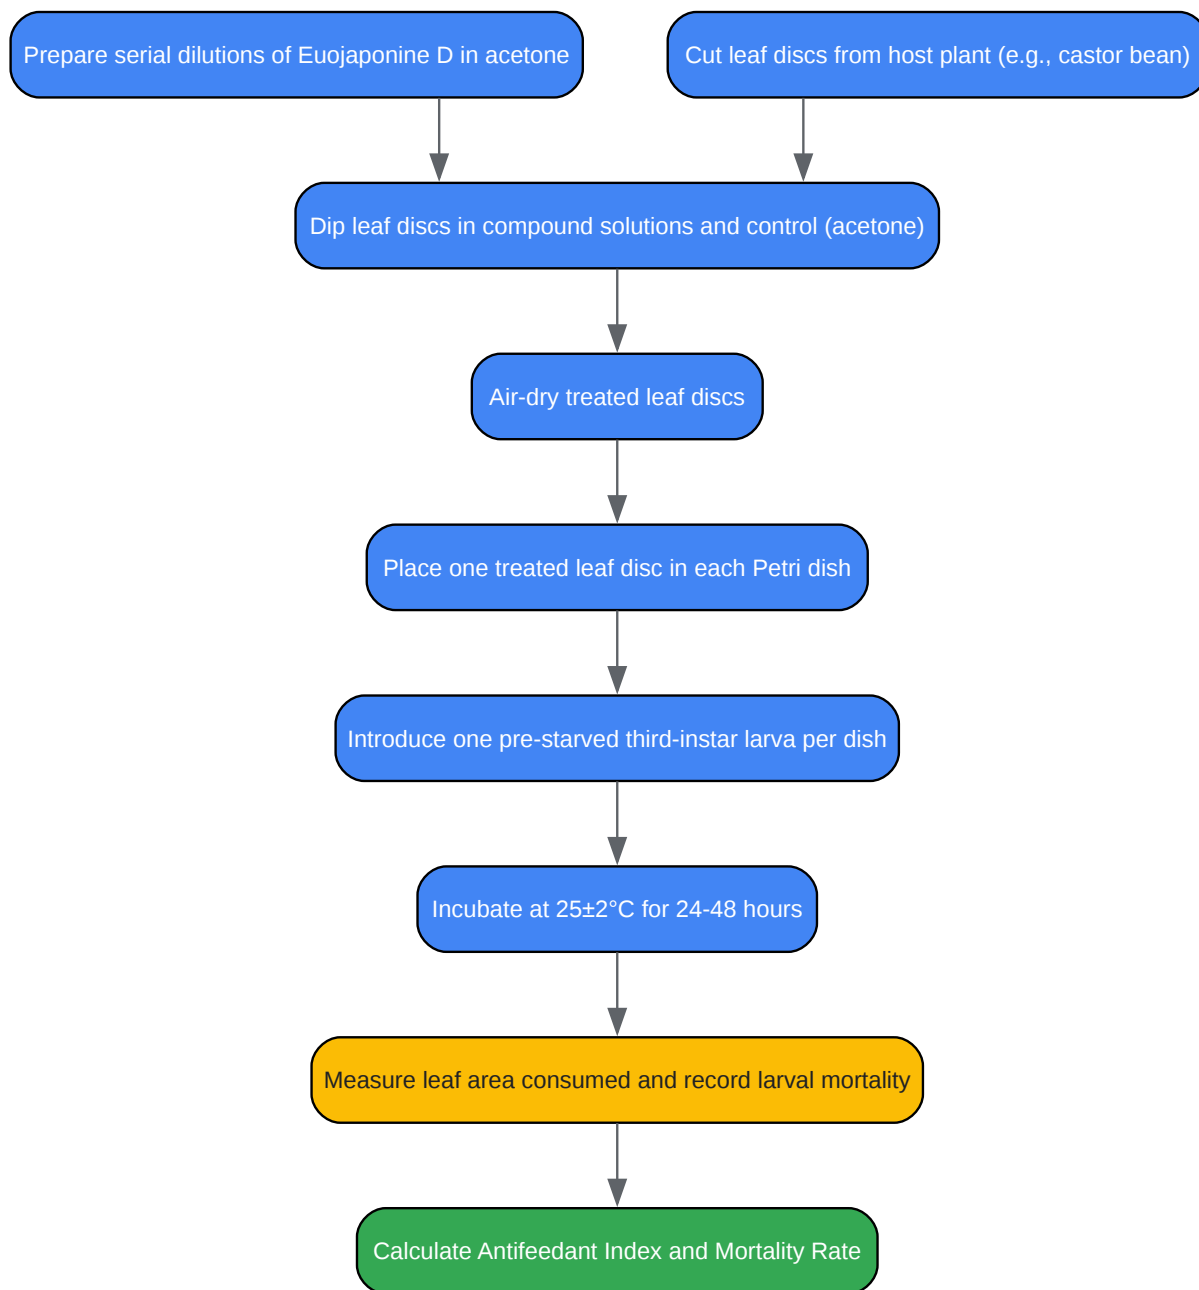 Prepare serial dilutions of Euojaponine D in acetone
Cut leaf discs from host plant (e.g., castor bean)
Dip leaf discs in compound solutions and control (acetone)
Air-dry treated leaf discs
Place one treated leaf disc in each Petri dish
Introduce one pre-starved third-instar larva per dish
Incubate at 25±2°C for 24-48 hours
Measure leaf area consumed and record larval mortality
Calculate Antifeedant Index and Mortality Rate